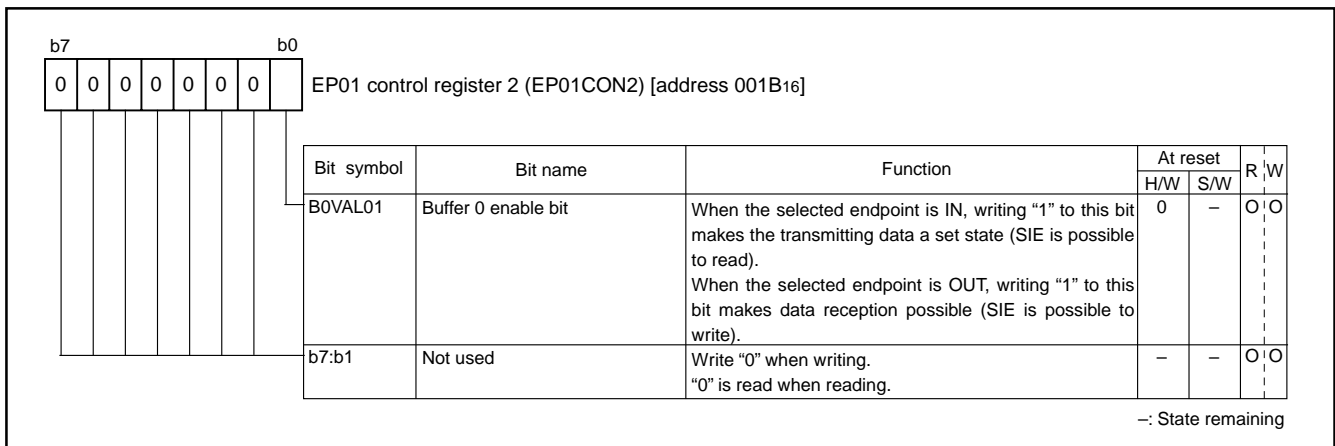 b7 b0
0 0 0 0 0 0 0 EP01 control register 2 (EP01CON2) [address 001B16]
Bit symbol Bit name Function At reset R W
H/W S/W
B0VAL01 Buffer 0 enable bit When the selected endpoint is IN, writing “1” to this bit 0 – O O
makes the transmitting data a set state (SIE is possible
to read).
When the selected endpoint is OUT, writing “1” to this
bit makes data reception possible (SIE is possible to
write).
b7:b1 Not used Write “0” when writing. – – O O
“0” is read when reading.
–: State remaining